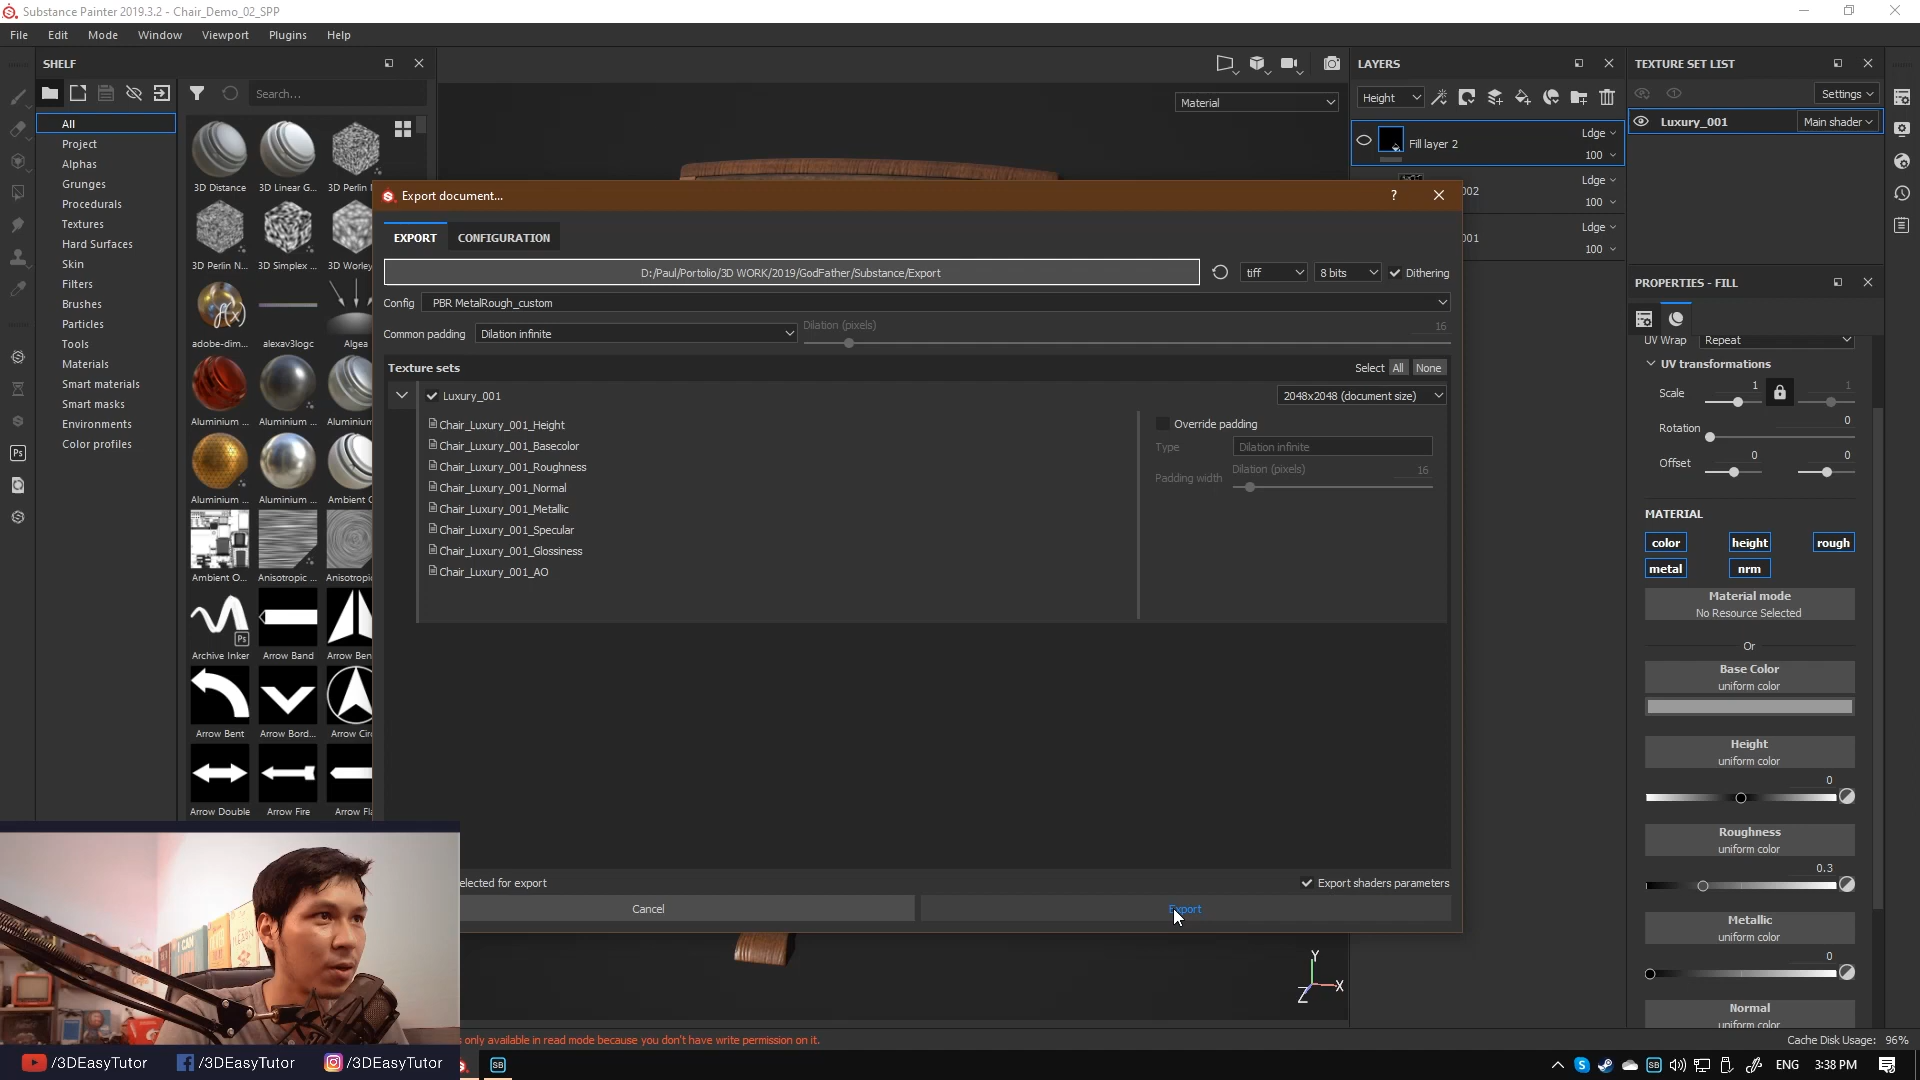 Substance Painter 2019.3.2 - Chair_Demo_02_SPP
File Edit Mode Window Viewport Plugins Help
SHELF
LAYERS
TEXTURE SET LIST
Search...
Material
Height
Settings
All
Project
Alphas
Grunges
Procedurals
Textures
Hard Surfaces
Skin
Filters
Environments
Brushes
Particles
Tools
Materials
Smart materials
Smart masks
Color profiles
3D Distance
3D Linear G...
3D Perlin
3D Perlin N...
3D Simplex ...
3D Worley
adobe-dim...
alexav3logc
Algea
Aluminium ...
Aluminium ...
Aluminium
Aluminium ...
Aluminium ...
Ambient C
Ambient O...
Anisotropic ...
Anisotropic
Archive Inker
Arrow Band
Arrow Ben
Arrow Bent
Arrow Bord...
Arrow Circ
Arrow Double
Arrow Fire
Arrow Fla
Ps
Ldge
Fill layer 2
100
Ldge
002
100
Ldge
001
100
Luxury_001
Main shader
Export document...
?
EXPORT CONFIGURATION
D:/Paul/Portolio/3D WORK/2019/GodFather/Substance/Export
tiff
8 bits
Dithering
Config PBR MetalRough_custom
Common padding Dilation infinite
Dilation (pixels)
16
Texture sets
Select All None
Luxury_001
2048x2048 (document size)
Chair_Luxury_001_Height
Chair_Luxury_001_Basecolor
Chair_Luxury_001_Roughness
Chair_Luxury_001_Normal
Chair_Luxury_001_Metallic
Chair_Luxury_001_Specular
Chair_Luxury_001_Glossiness
Chair_Luxury_001_AO
Override padding
Type Dilation infinite
Dilation (pixels)
16
Padding width
elected for export
Export shaders parameters
Cancel
Export
PROPERTIES - FILL
UV Wrap Repeat
UV transformations
Scale 1 1
Rotation 0
Offset 0 0
MATERIAL
color height rough
metal nrm
Material mode
No Resource Selected
Or
Base Color
uniform color
Height
uniform color
0
Roughness
uniform color
0.3
Metallic
uniform color
0
Normal
uniform color
Y
X
Z
only available in read mode because you don't have write permission on it.
Cache Disk Usage: 96%
/3DEasyTutor
/3DEasyTutor
/3DEasyTutor
SB
SB
ENG
3:38 PM